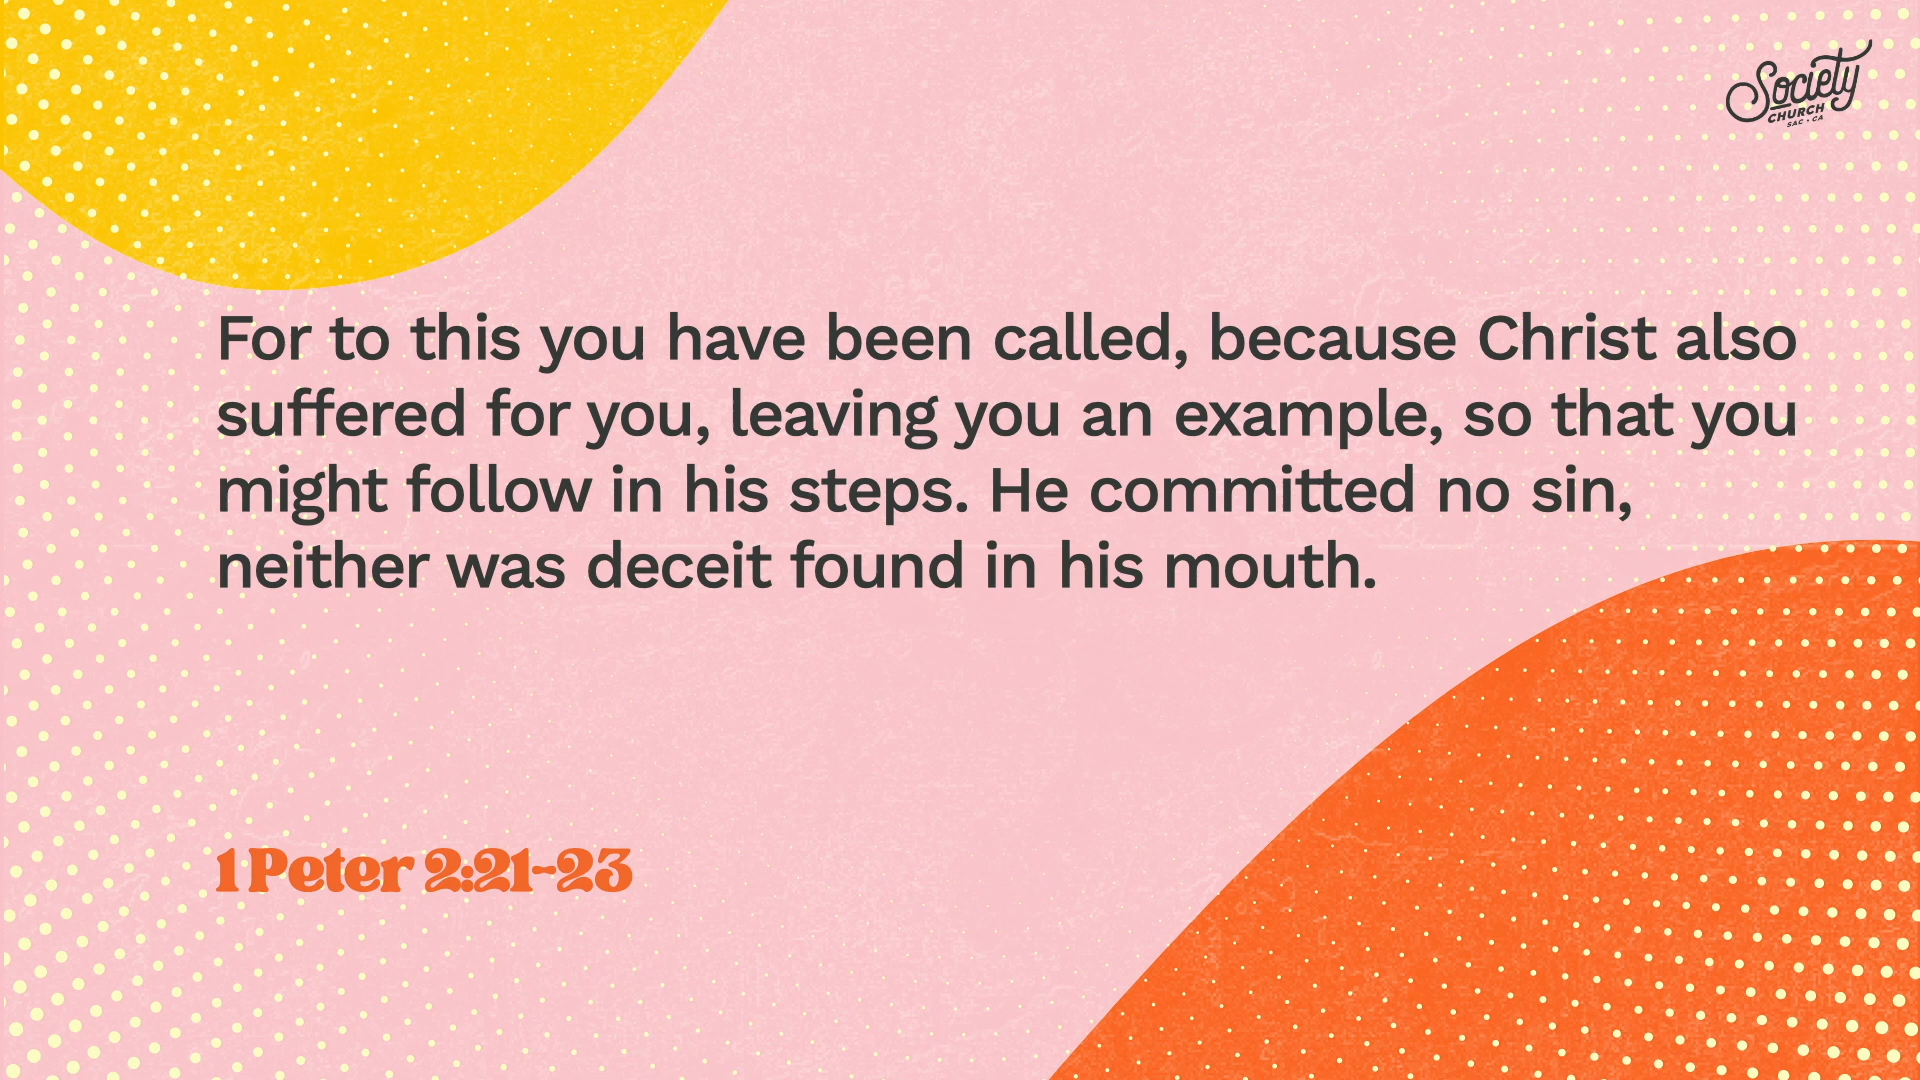 Society
CHURCH
SAC • CA
For to this you have been called, because Christ also
suffered for you, leaving you an example, so that you
might follow in his steps. He committed no sin,
neither was deceit found in his mouth.
1 Peter 2:21-23